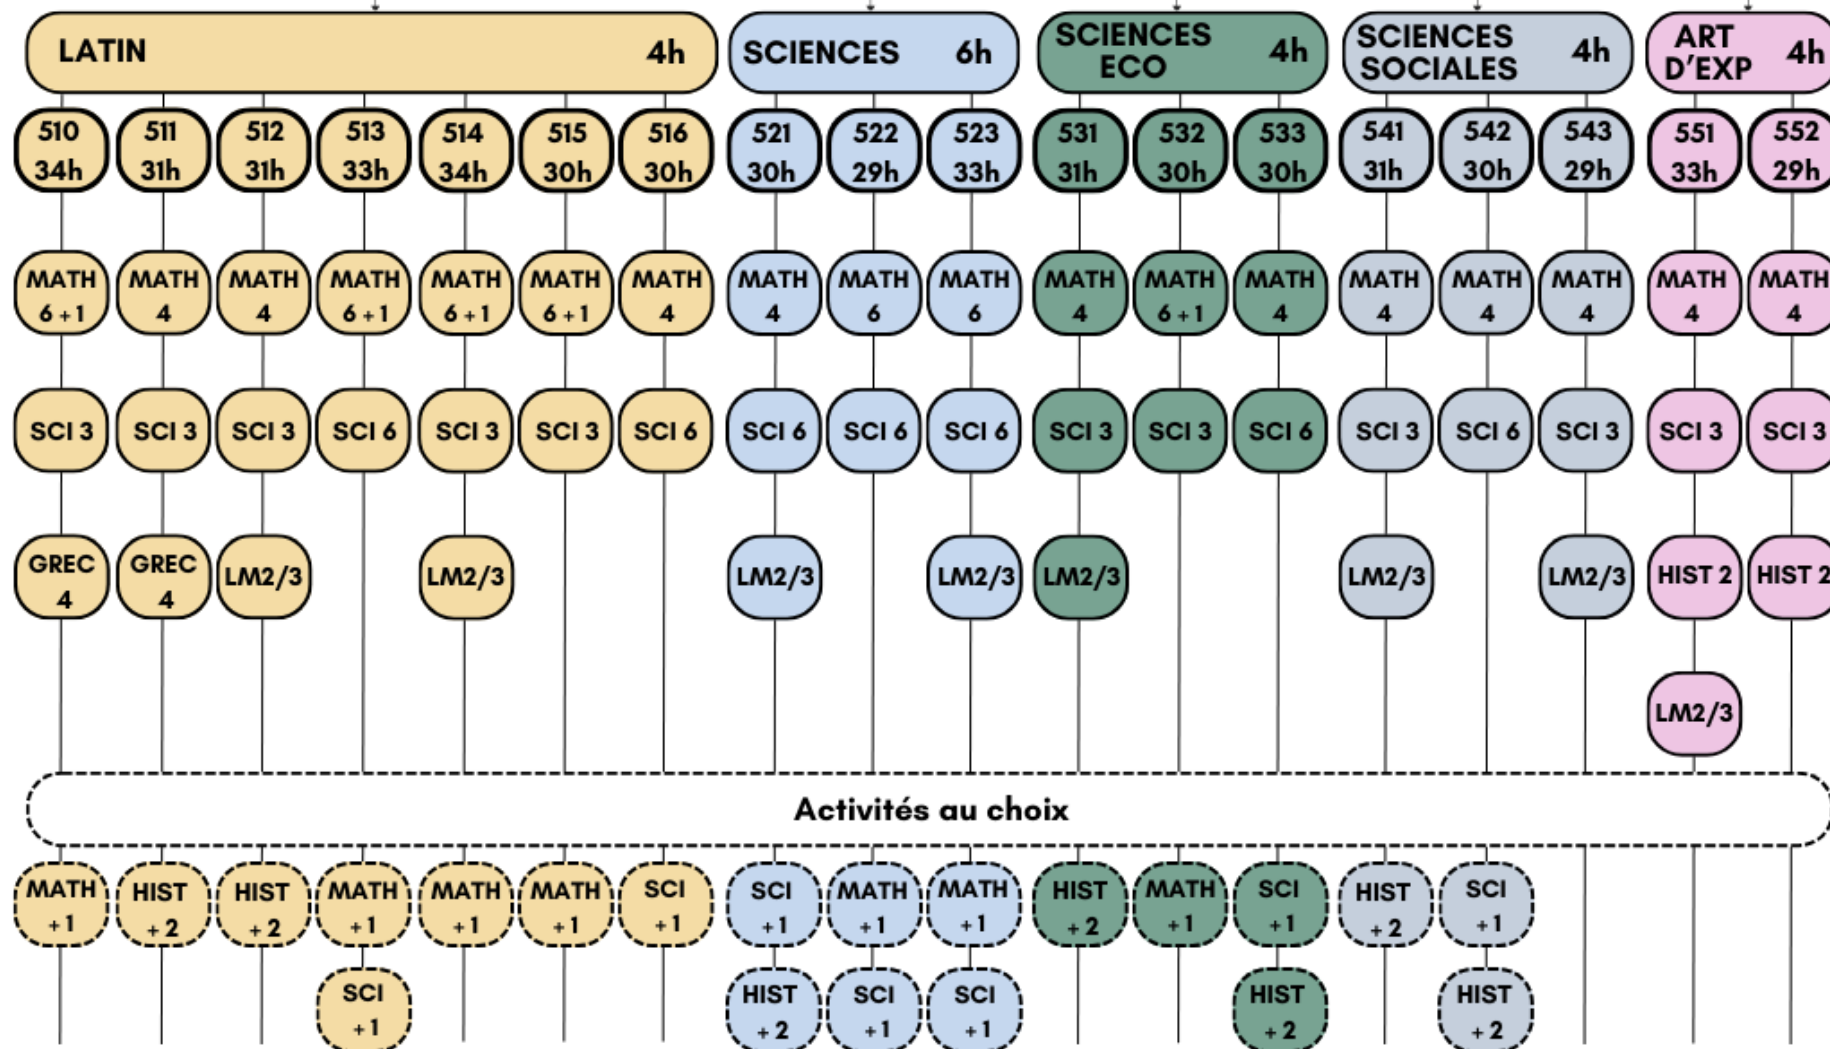 LATIN 4h
SCIENCES 6h
SCIENCES
ECO 4h
SCIENCES
SOCIALES 4h
ART
D'EXP 4h
510 511 512 513 514 515 516 521 522 523 531 532 533 541 542 543 551 552
34h 31h 31h 33h 34h 30h 30h 30h 29h 33h 31h 30h 30h 31h 30h 29h 33h 29h
MATH MATH MATH MATH MATH MATH MATH MATH MATH MATH MATH MATH MATH MATH MATH MATH MATH MATH
6+1 4 4 6+1 6+1 6+1 4 4 6 6 4 6+1 4 4 4 4 4 4
SCI 3 SCI 3 SCI 3 SCI 6 SCI 3 SCI 3 SCI 6 SCI 6 SCI 6 SCI 6 SCI 3 SCI 3 SCI 6 SCI 3 SCI 6 SCI 3 SCI 3 SCI 3
GREC GREC LM2/3 LM2/3 LM2/3 LM2/3 LM2/3 LM2/3 LM2/3 HIST 2 HIST 2
4 4
LM2/3
Activités au choix
MATH HIST HIST MATH MATH MATH SCI SCI MATH MATH HIST MATH SCI HIST SCI
+1 +2 +2 +1 +1 +1 +1 +1 +1 +1 +2 +1 +1 +2 +1
SCI HIST SCI SCI HIST HIST
+1 +2 +1 +1 +2 +2